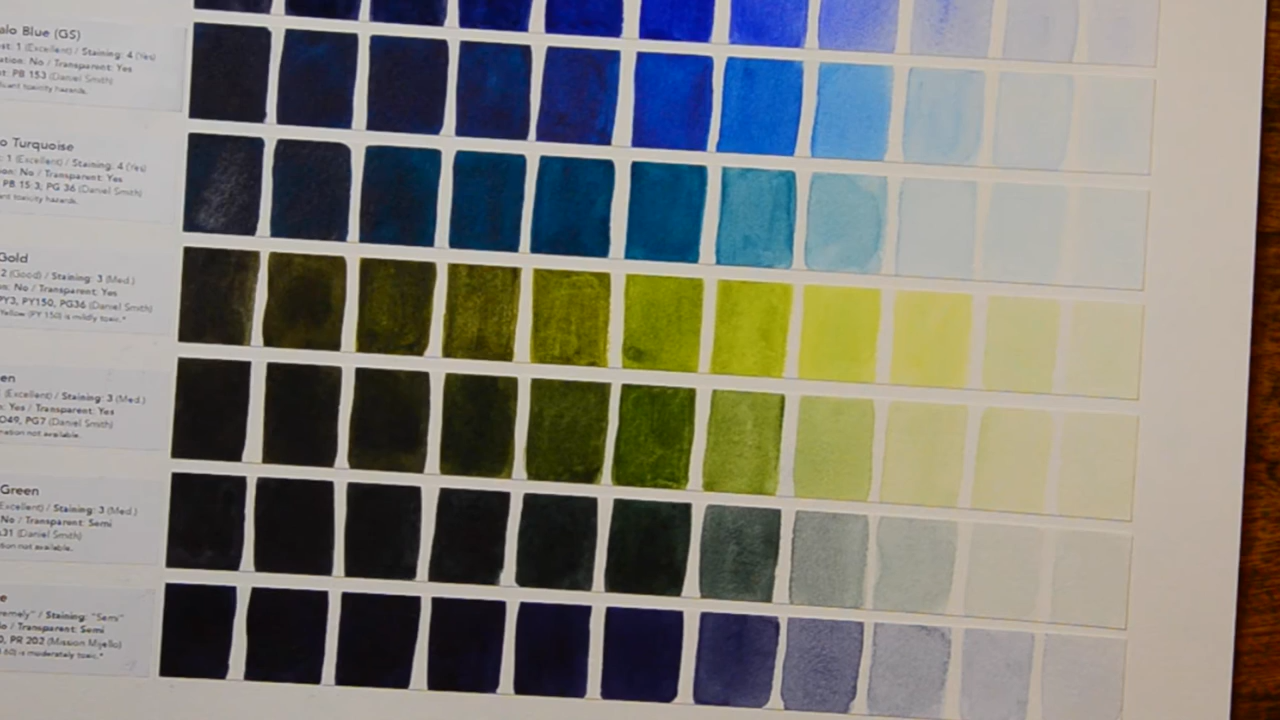 alo Blue (GS)
st: 1 (Excellent) / Staining: 4 (Yes)
ation: No / Transparent: Yes
t: PB 153 (Daniel Smith)
ficant toxicity hazards.
o Turquoise
: 1 (Excellent) / Staining: 4 (Yes)
on: No / Transparent: Yes
PB 15:3, PG 36 (Daniel Smith)
ant toxicity hazards.
Gold
2 (Good) / Staining: 3 (Med.)
n: No / Transparent: Yes
PY3, PY150, PG36 (Daniel Smith)
Yellow (PY 150) is mildly toxic.*
en
(Excellent) / Staining: 3 (Med.)
: Yes / Transparent: Yes
O49, PG7 (Daniel Smith)
mation not available.
Green
Excellent) / Staining: 3 (Med.)
No / Transparent: Semi
31 (Daniel Smith)
tion not available.
e
remely" / Staining: "Semi"
o / Transparent: Semi
0, PR 202 (Mission Mijello)
60) is moderately toxic.*